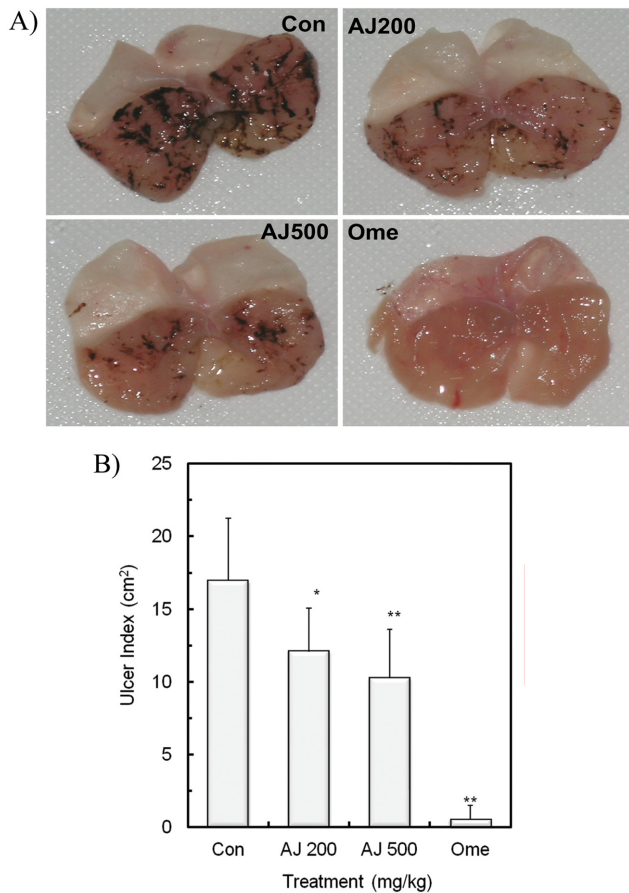 A)
Con
AJ200
AJ500
Ome
B)
25
20
15
10
5
0
Ulcer Index (cm²)
*
**
**
Con
AJ 200
AJ 500
Ome
Treatment (mg/kg)